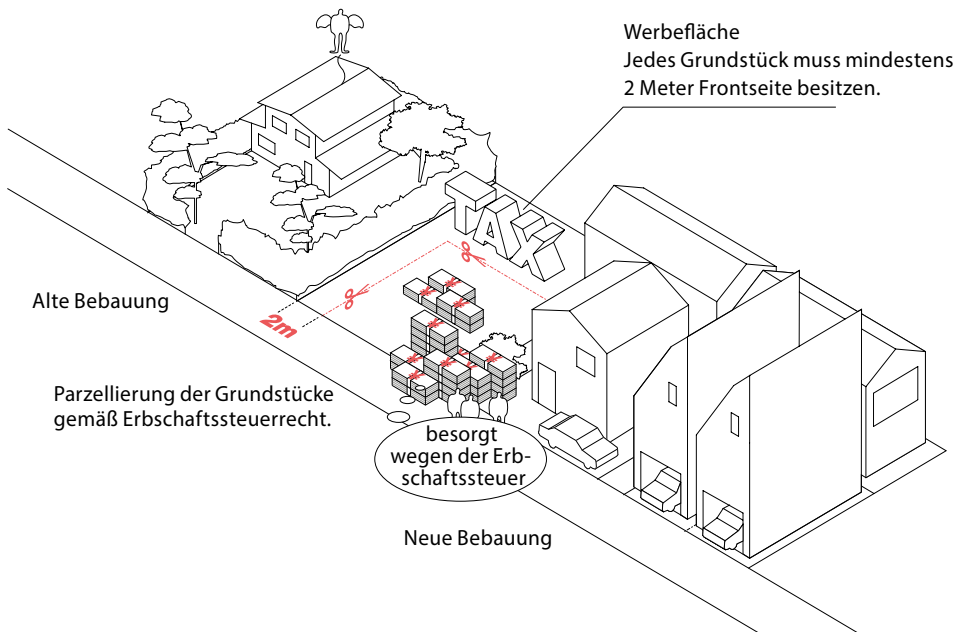 Werbefläche
Jedes Grundstück muss mindestens
2 Meter Frontseite besitzen.
TAX
Alte Bebauung
2m
Parzellierung der Grundstücke
gemäß Erbschaftssteuerrecht.
besorgt
wegen der Erb-
schaftssteuer
Neue Bebauung